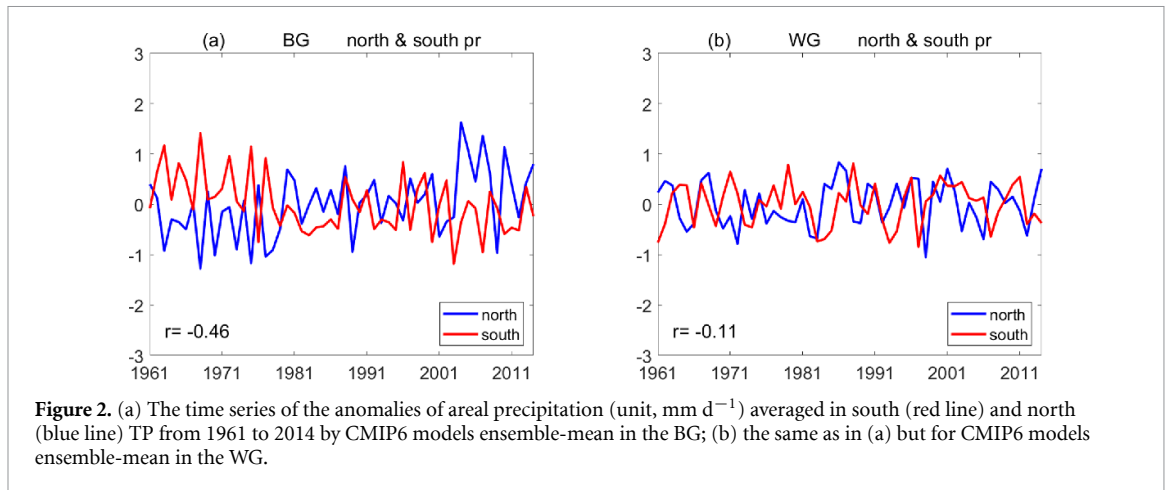 (a) BG north & south pr
3
2
1
0
-1
-2
-3
r= -0.46
north
south
1961 1971 1981 1991 2001 2011
(b) WG north & south pr
3
2
1
0
-1
-2
-3
r= -0.11
north
south
1961 1971 1981 1991 2001 2011
Figure 2. (a) The time series of the anomalies of areal precipitation (unit, mm d−1) averaged in south (red line) and north
(blue line) TP from 1961 to 2014 by CMIP6 models ensemble-mean in the BG; (b) the same as in (a) but for CMIP6 models
ensemble-mean in the WG.